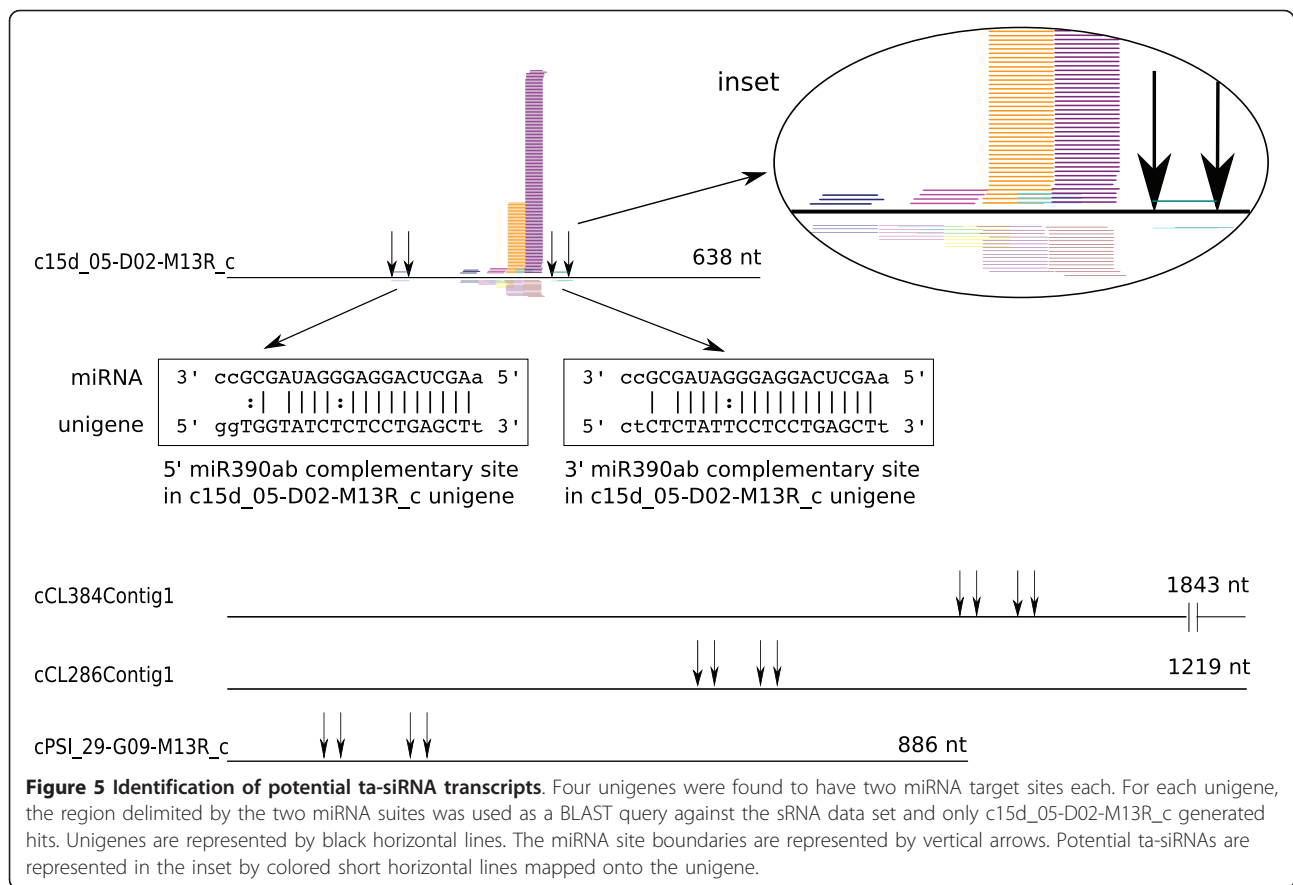 inset
c15d_05-D02-M13R_c
638 nt
miRNA 3' ccGCGAUAGGGAGGACUCGAa 5'
:| ||||:|||||||||||
unigene 5' ggTGGTATCTCTCCTGAGCTt 3'
5' miR390ab complementary site
in c15d_05-D02-M13R_c unigene
3' ccGCGAUAGGGAGGACUCGAa 5'
| ||||:|||||||||||
5' ctCTCTATTCCTCCTGAGCTt 3'
3' miR390ab complementary site
in c15d_05-D02-M13R_c unigene
cCL384Contig1
1843 nt
cCL286Contig1
1219 nt
cPSI_29-G09-M13R_c
886 nt
Figure 5 Identification of potential ta-siRNA transcripts. Four unigenes were found to have two miRNA target sites each. For each unigene,
the region delimited by the two miRNA suites was used as a BLAST query against the sRNA data set and only c15d_05-D02-M13R_c generated
hits. Unigenes are represented by black horizontal lines. The miRNA site boundaries are represented by vertical arrows. Potential ta-siRNAs are
represented in the inset by colored short horizontal lines mapped onto the unigene.